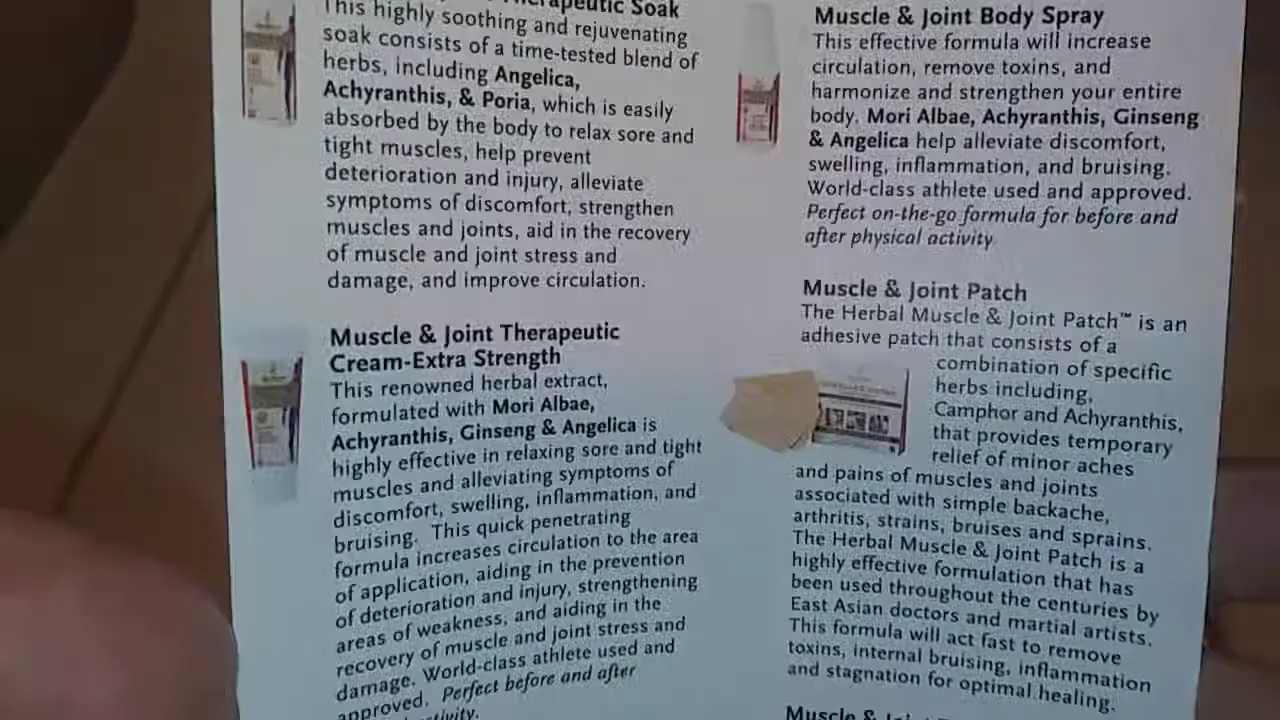 Therapeutic Soak
This highly soothing and rejuvenating
soak consists of a time-tested blend of
herbs, including Angelica,
Achyranthis, & Poria, which is easily
absorbed by the body to relax sore and
tight muscles, help prevent
deterioration and injury, alleviate
symptoms of discomfort, strengthen
muscles and joints, aid in the recovery
of muscle and joint stress and
damage, and improve circulation.
Muscle & Joint Therapeutic
Cream-Extra Strength
This renowned herbal extract,
formulated with Mori Albae,
Achyranthis, Ginseng & Angelica is
highly effective in relaxing sore and tight
muscles and alleviating symptoms of
discomfort, swelling, inflammation, and
bruising. This quick penetrating
formula increases circulation to the area
of application, aiding in the prevention
of deterioration and injury, strengthening
areas of weakness, and aiding in the
recovery of muscle and joint stress and
damage. World-class athlete used and
approved. Perfect before and after
Muscle & Joint Body Spray
This effective formula will increase
circulation, remove toxins, and
harmonize and strengthen your entire
body. Mori Albae, Achyranthis, Ginseng
& Angelica help alleviate discomfort,
swelling, inflammation, and bruising.
World-class athlete used and approved.
Perfect on-the-go formula for before and
after physical activity
Muscle & Joint Patch
The Herbal Muscle & Joint Patch™ is an
adhesive patch that consists of a
combination of specific
herbs including,
Camphor and Achyranthis,
that provides temporary
relief of minor aches
and pains of muscles and joints
associated with simple backache,
arthritis, strains, bruises and sprains.
The Herbal Muscle & Joint Patch is a
highly effective formulation that has
been used throughout the centuries by
East Asian doctors and martial artists.
This formula will act fast to remove
toxins, internal bruising, inflammation
and stagnation for optimal healing.
Muscle &